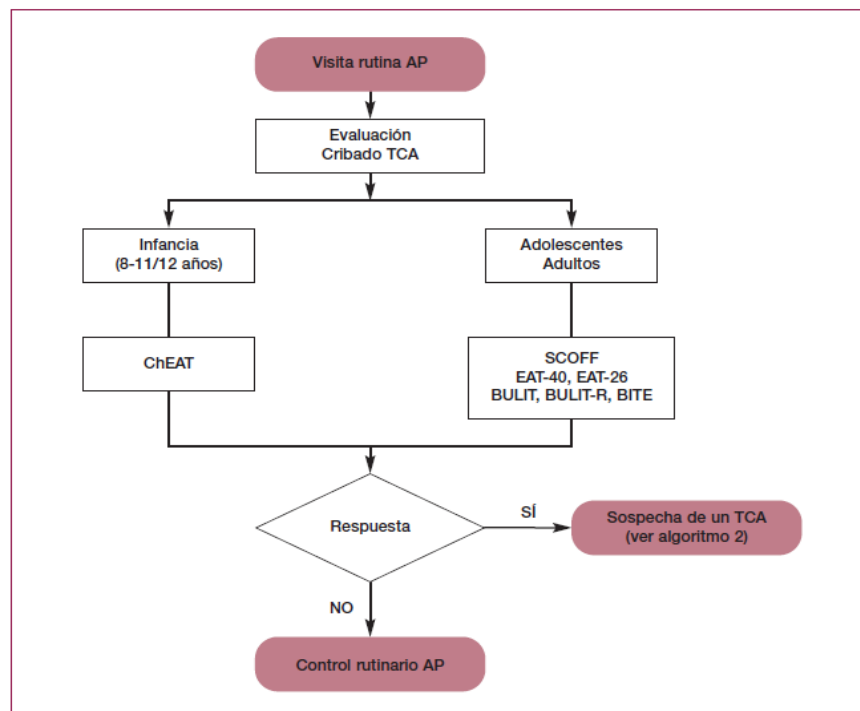 Visita rutina AP
Evaluación
Cribado TCA
Infancia
(8-11/12 años)
Adolescentes
Adultos
ChEAT
SCOFF
EAT-40, EAT-26
BULIT, BULIT-R, BITE
Respuesta
SÍ
Sospecha de un TCA
(ver algoritmo 2)
NO
Control rutinario AP